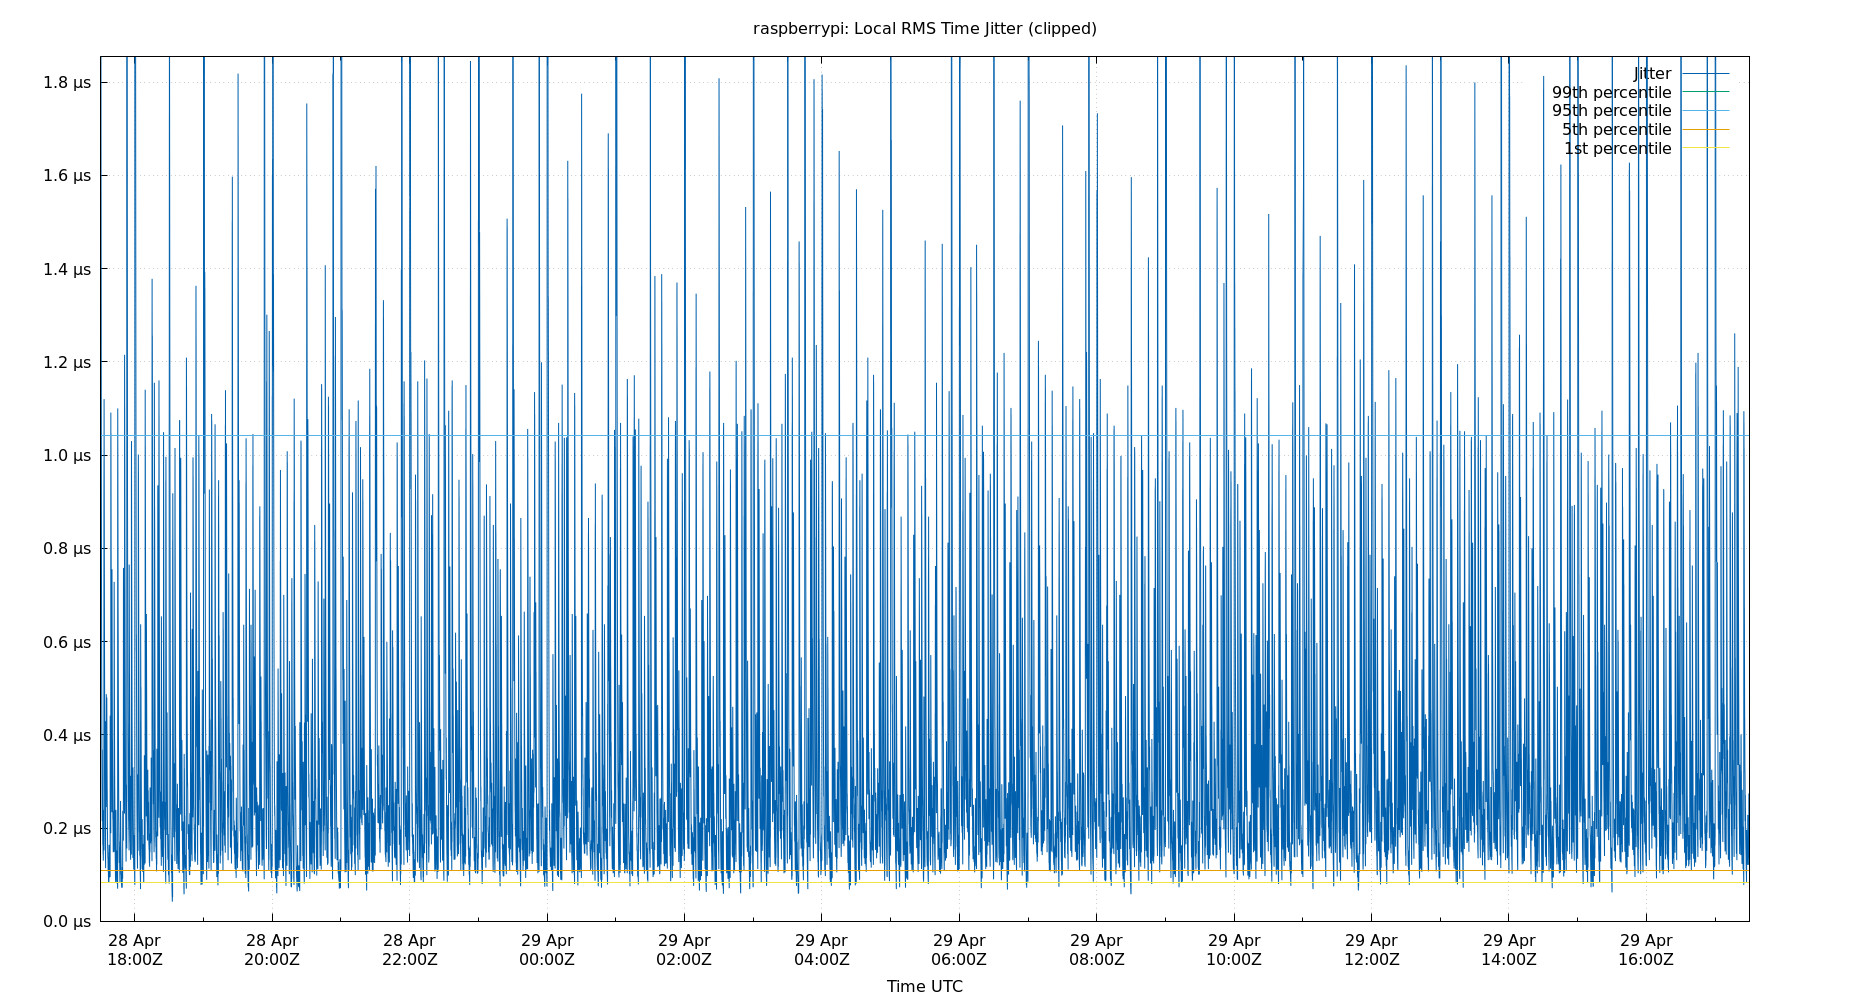 raspberrypi: Local RMS Time Jitter (clipped)
1.8 µs
1.6 µs
1.4 µs
1.2 µs
1.0 µs
0.8 µs
0.6 µs
0.4 µs
0.2 µs
0.0 µs
Jitter
99th percentile
95th percentile
5th percentile
1st percentile
28 Apr 28 Apr 28 Apr 29 Apr 29 Apr 29 Apr 29 Apr 29 Apr 29 Apr 29 Apr 29 Apr 29 Apr
18:00Z 20:00Z 22:00Z 00:00Z 02:00Z 04:00Z 06:00Z 08:00Z 10:00Z 12:00Z 14:00Z 16:00Z
Time UTC